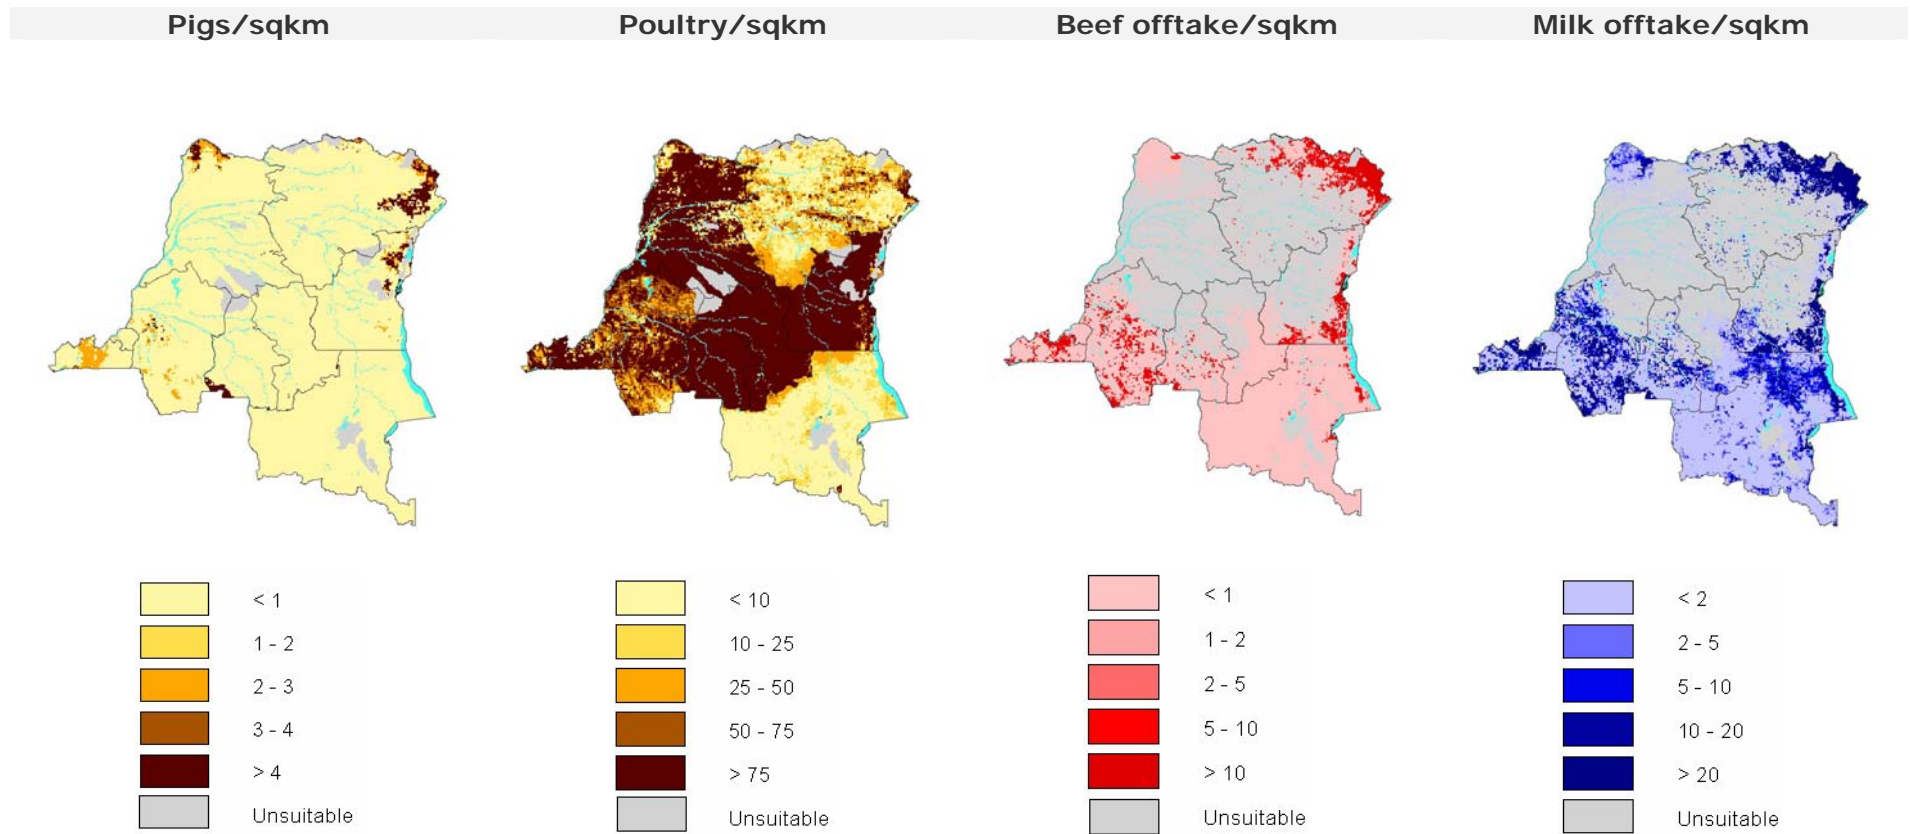 Pigs/sqkm Poultry/sqkm Beef offtake/sqkm Milk offtake/sqkm
< 1 < 10 < 1 < 2
1 - 2 10 - 25 1 - 2 2 - 5
2 - 3 25 - 50 2 - 5 5 - 10
3 - 4 50 - 75 5 - 10 10 - 20
> 4 > 75 > 10 > 20
Unsuitable Unsuitable Unsuitable Unsuitable